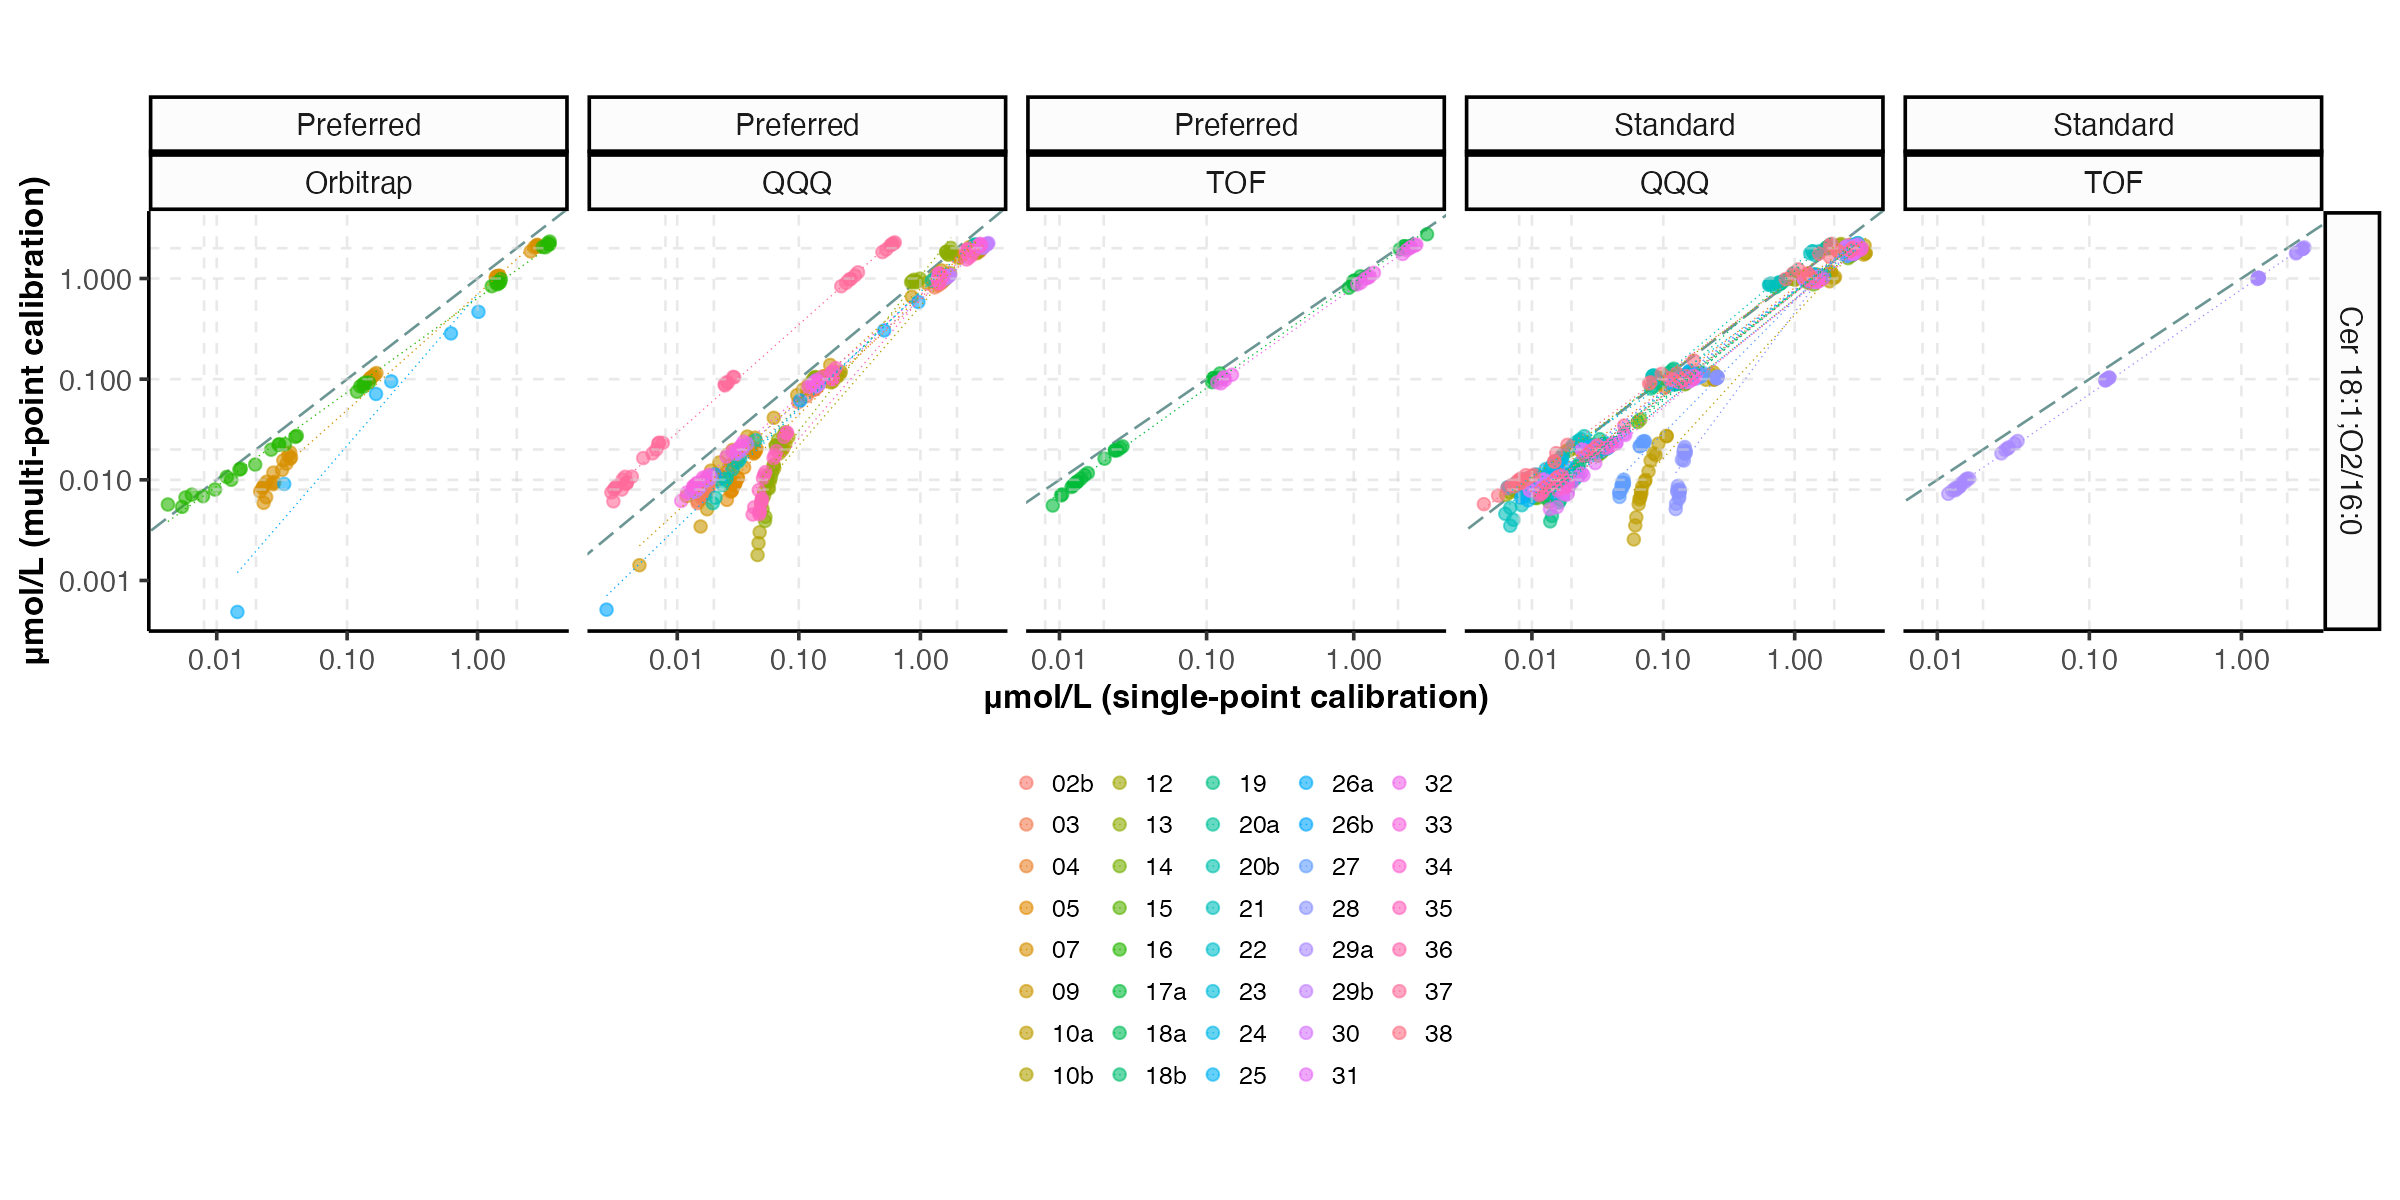 Preferred Preferred Preferred Standard Standard
Orbitrap QQQ TOF QQQ TOF
µmol/L (multi-point calibration)
1.000
0.100
0.010
0.001
Cer 18:1;O2/16:0
0.01 0.10 1.00 0.01 0.10 1.00 0.01 0.10 1.00 0.01 0.10 1.00 0.01 0.10 1.00
µmol/L (single-point calibration)
02b 12 19 26a 32
03 13 20a 26b 33
04 14 20b 27 34
05 15 21 28 35
07 16 22 29a 36
09 17a 23 29b 37
10a 18a 24 30 38
10b 18b 25 31